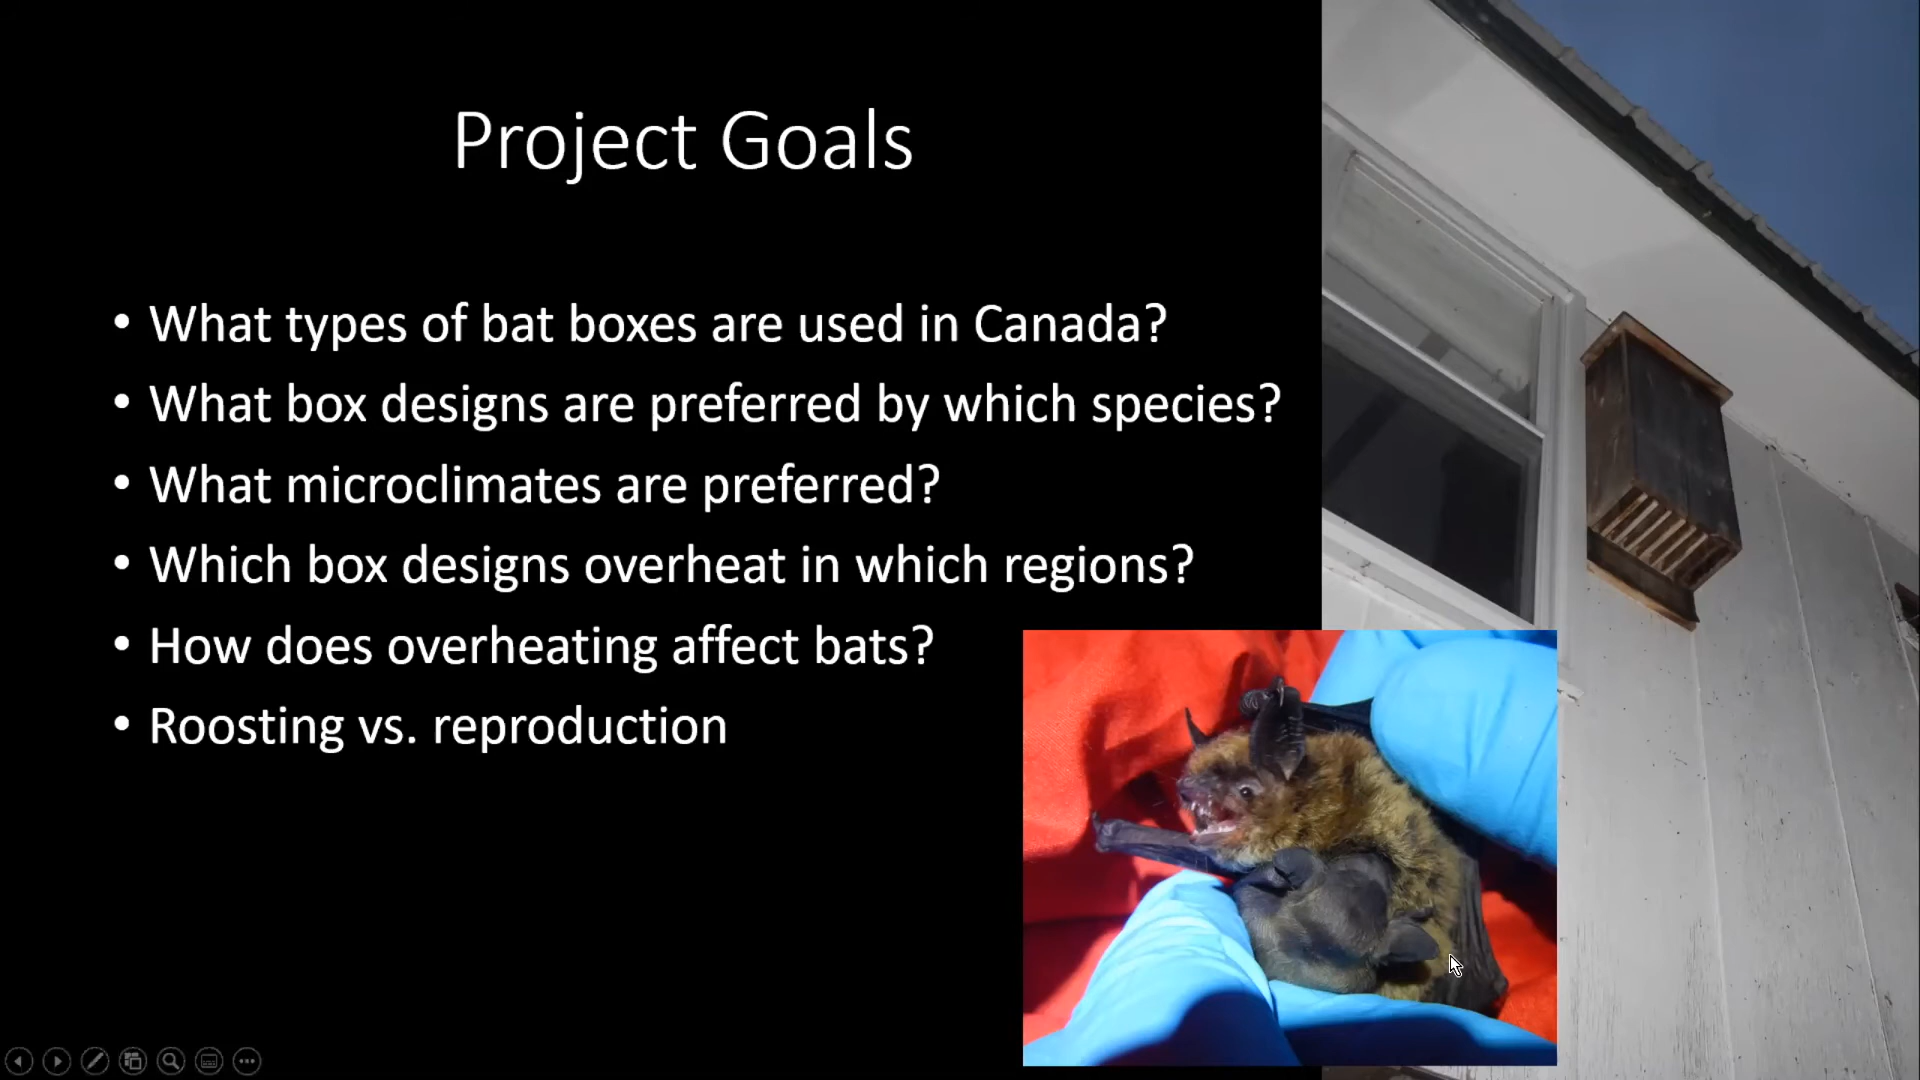 Project Goals
• What types of bat boxes are used in Canada?
• What box designs are preferred by which species?
• What microclimates are preferred?
• Which box designs overheat in which regions?
• How does overheating affect bats?
• Roosting vs. reproduction